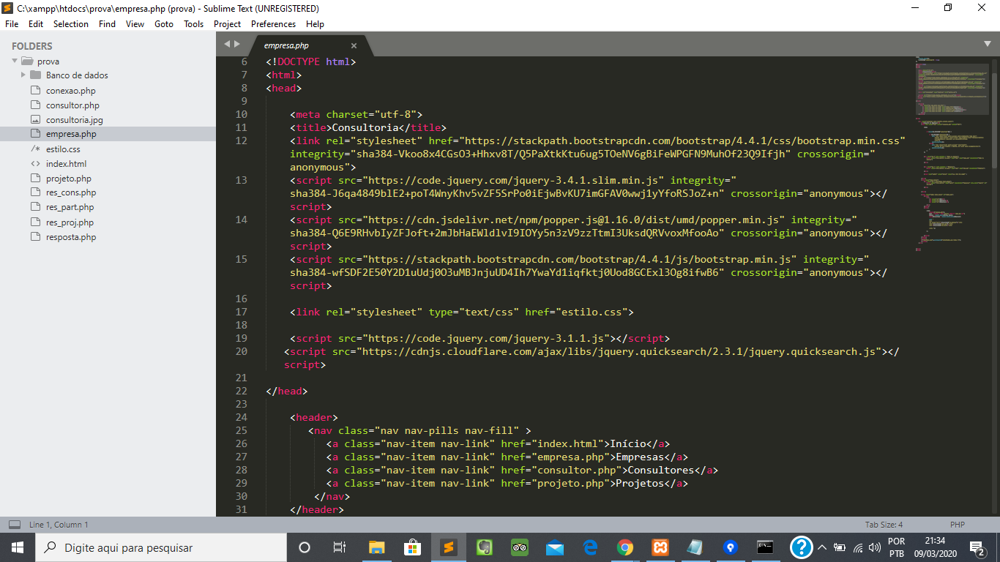 C:\xampp\htdocs\prova\empresa.php (prova) - Sublime Text (UNREGISTERED)
File Edit Selection Find View Goto Tools Project Preferences Help
FOLDERS
prova
Banco de dados
conexao.php
consultor.php
consultoria.jpg
empresa.php
/* estilo.css
<> index.html
projeto.php
res_cons.php
res_part.php
res_proj.php
resposta.php
empresa.php ×
6 <!DOCTYPE html>
7 <html>
8 <head>
9
10 <meta charset="utf-8">
11 <title>Consultoria</title>
12 <link rel="stylesheet" href="https://stackpath.bootstrapcdn.com/bootstrap/4.4.1/css/bootstrap.min.css"
integrity="sha384-Vkoo8x4CGsO3+Hhxv8T/Q5PaXtkKtu6ug5TOeNV6gBiFeWPGFN9MuhOf23Q9Ifjh" crossorigin="
anonymous">
13 <script src="https://code.jquery.com/jquery-3.4.1.slim.min.js" integrity="
sha384-J6qa4849blE2+poT4WnyKhv5vZF5SrPo0iEjwBvKU7imGFAV0wwj1yYfoRSJoZ+n" crossorigin="anonymous"></
script>
14 <script src="https://cdn.jsdelivr.net/npm/popper.js@1.16.0/dist/umd/popper.min.js" integrity="
sha384-Q6E9RHvbIyZFJoft+2mJbHaEWldlvI9IOYy5n3zV9zzTtmI3UksdQRVvoxMfooAo" crossorigin="anonymous"></
script>
15 <script src="https://stackpath.bootstrapcdn.com/bootstrap/4.4.1/js/bootstrap.min.js" integrity="
sha384-wfSDF2E50Y2D1uUdj0O3uMBJnjuUD4Ih7YwaYd1iqfktj0Uod8GCExl3Og8ifwB6" crossorigin="anonymous"></
script>
16
17 <link rel="stylesheet" type="text/css" href="estilo.css">
18
19 <script src="https://code.jquery.com/jquery-3.1.1.js"></script>
20 <script src="https://cdnjs.cloudflare.com/ajax/libs/jquery.quicksearch/2.3.1/jquery.quicksearch.js"></
script>
21
22 </head>
23
24 <header>
25 <nav class="nav nav-pills nav-fill" >
26 <a class="nav-item nav-link" href="index.html">Início</a>
27 <a class="nav-item nav-link" href="empresa.php">Empresas</a>
28 <a class="nav-item nav-link" href="consultor.php">Consultores</a>
29 <a class="nav-item nav-link" href="projeto.php">Projetos</a>
30 </nav>
31 </header>
Line 1, Column 1 Tab Size: 4 PHP
Digite aqui para pesquisar
POR
PTB
21:34
09/03/2020
2